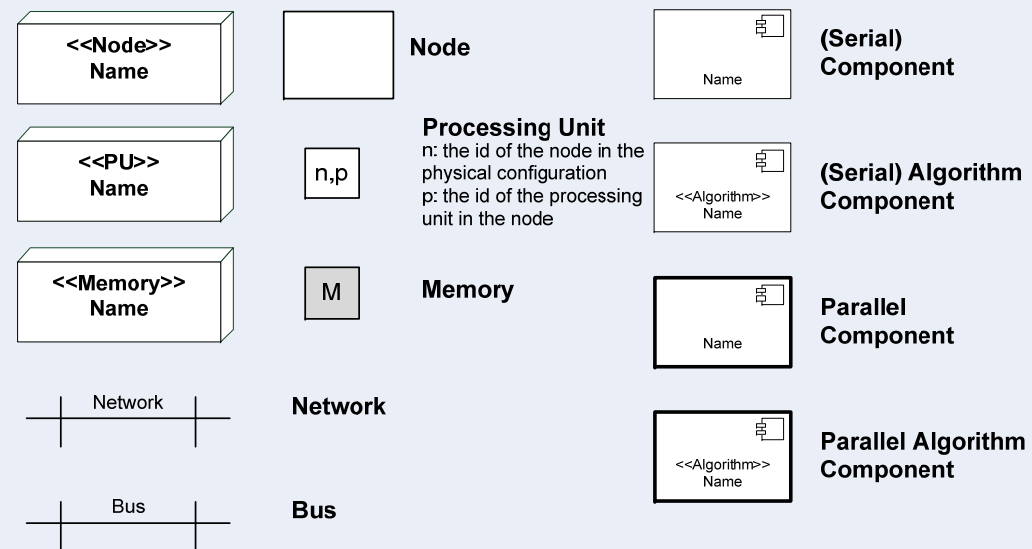 <<Node>>
Name
Node
<<PU>>
Name
n,p
Processing Unit
n: the id of the node in the
physical configuration
p: the id of the processing
unit in the node
<<Memory>>
Name
M
Memory
Network
Network
Bus
Bus
Name
(Serial)
Component
<<Algorithm>>
Name
(Serial) Algorithm
Component
Name
Parallel
Component
<<Algorithm>>
Name
Parallel Algorithm
Component